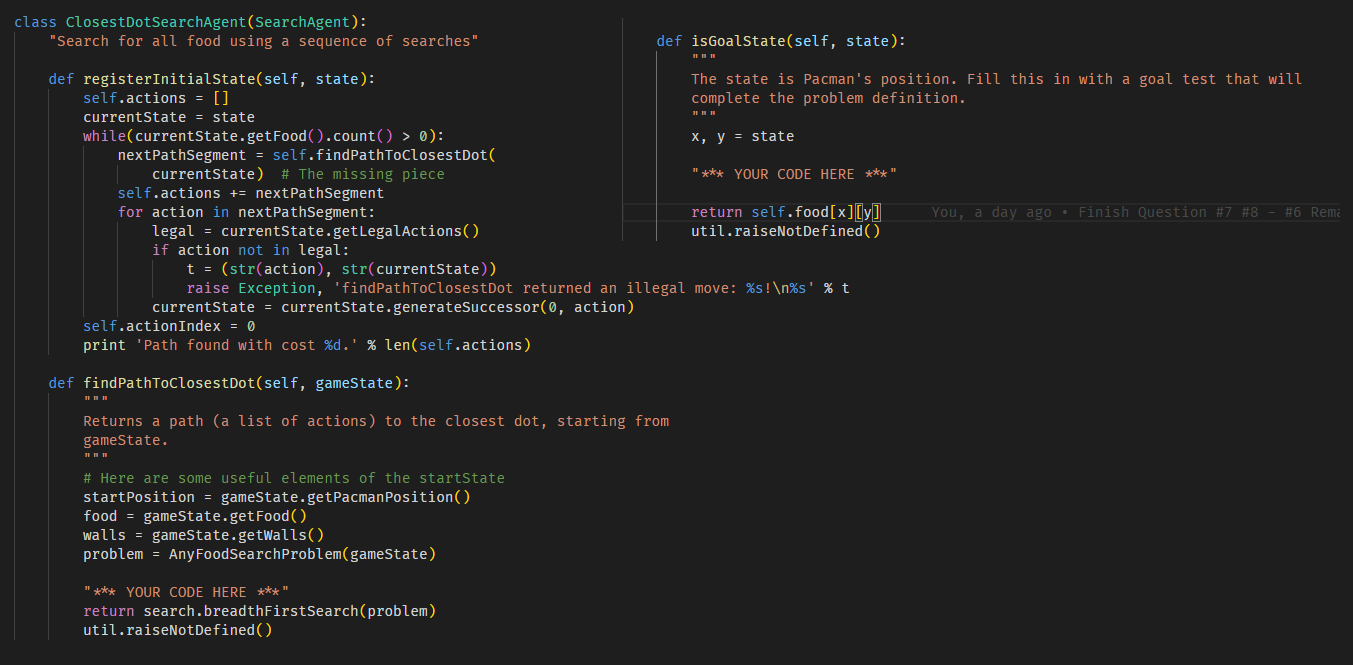 class ClosestDotSearchAgent(SearchAgent):
    "Search for all food using a sequence of searches"

    def registerInitialState(self, state):
        self.actions = []
        currentState = state
        while(currentState.getFood().count() > 0):
            nextPathSegment = self.findPathToClosestDot(
                currentState)  # The missing piece
            self.actions += nextPathSegment
            for action in nextPathSegment:
                legal = currentState.getLegalActions()
                if action not in legal:
                    t = (str(action), str(currentState))
                    raise Exception, 'findPathToClosestDot returned an illegal move: %s!\n%s' % t
                currentState = currentState.generateSuccessor(0, action)
        self.actionIndex = 0
        print 'Path found with cost %d.' % len(self.actions)

    def findPathToClosestDot(self, gameState):
        """
        Returns a path (a list of actions) to the closest dot, starting from
        gameState.
        """
        # Here are some useful elements of the startState
        startPosition = gameState.getPacmanPosition()
        food = gameState.getFood()
        walls = gameState.getWalls()
        problem = AnyFoodSearchProblem(gameState)

        "*** YOUR CODE HERE ***"
        return search.breadthFirstSearch(problem)
        util.raiseNotDefined()

    def isGoalState(self, state):
        """
        The state is Pacman's position. Fill this in with a goal test that will
        complete the problem definition.
        """
        x, y = state

        "*** YOUR CODE HERE ***"

        return self.food[x][y]      You, a day ago • Finish Question #7 #8 - #6
        util.raiseNotDefined()